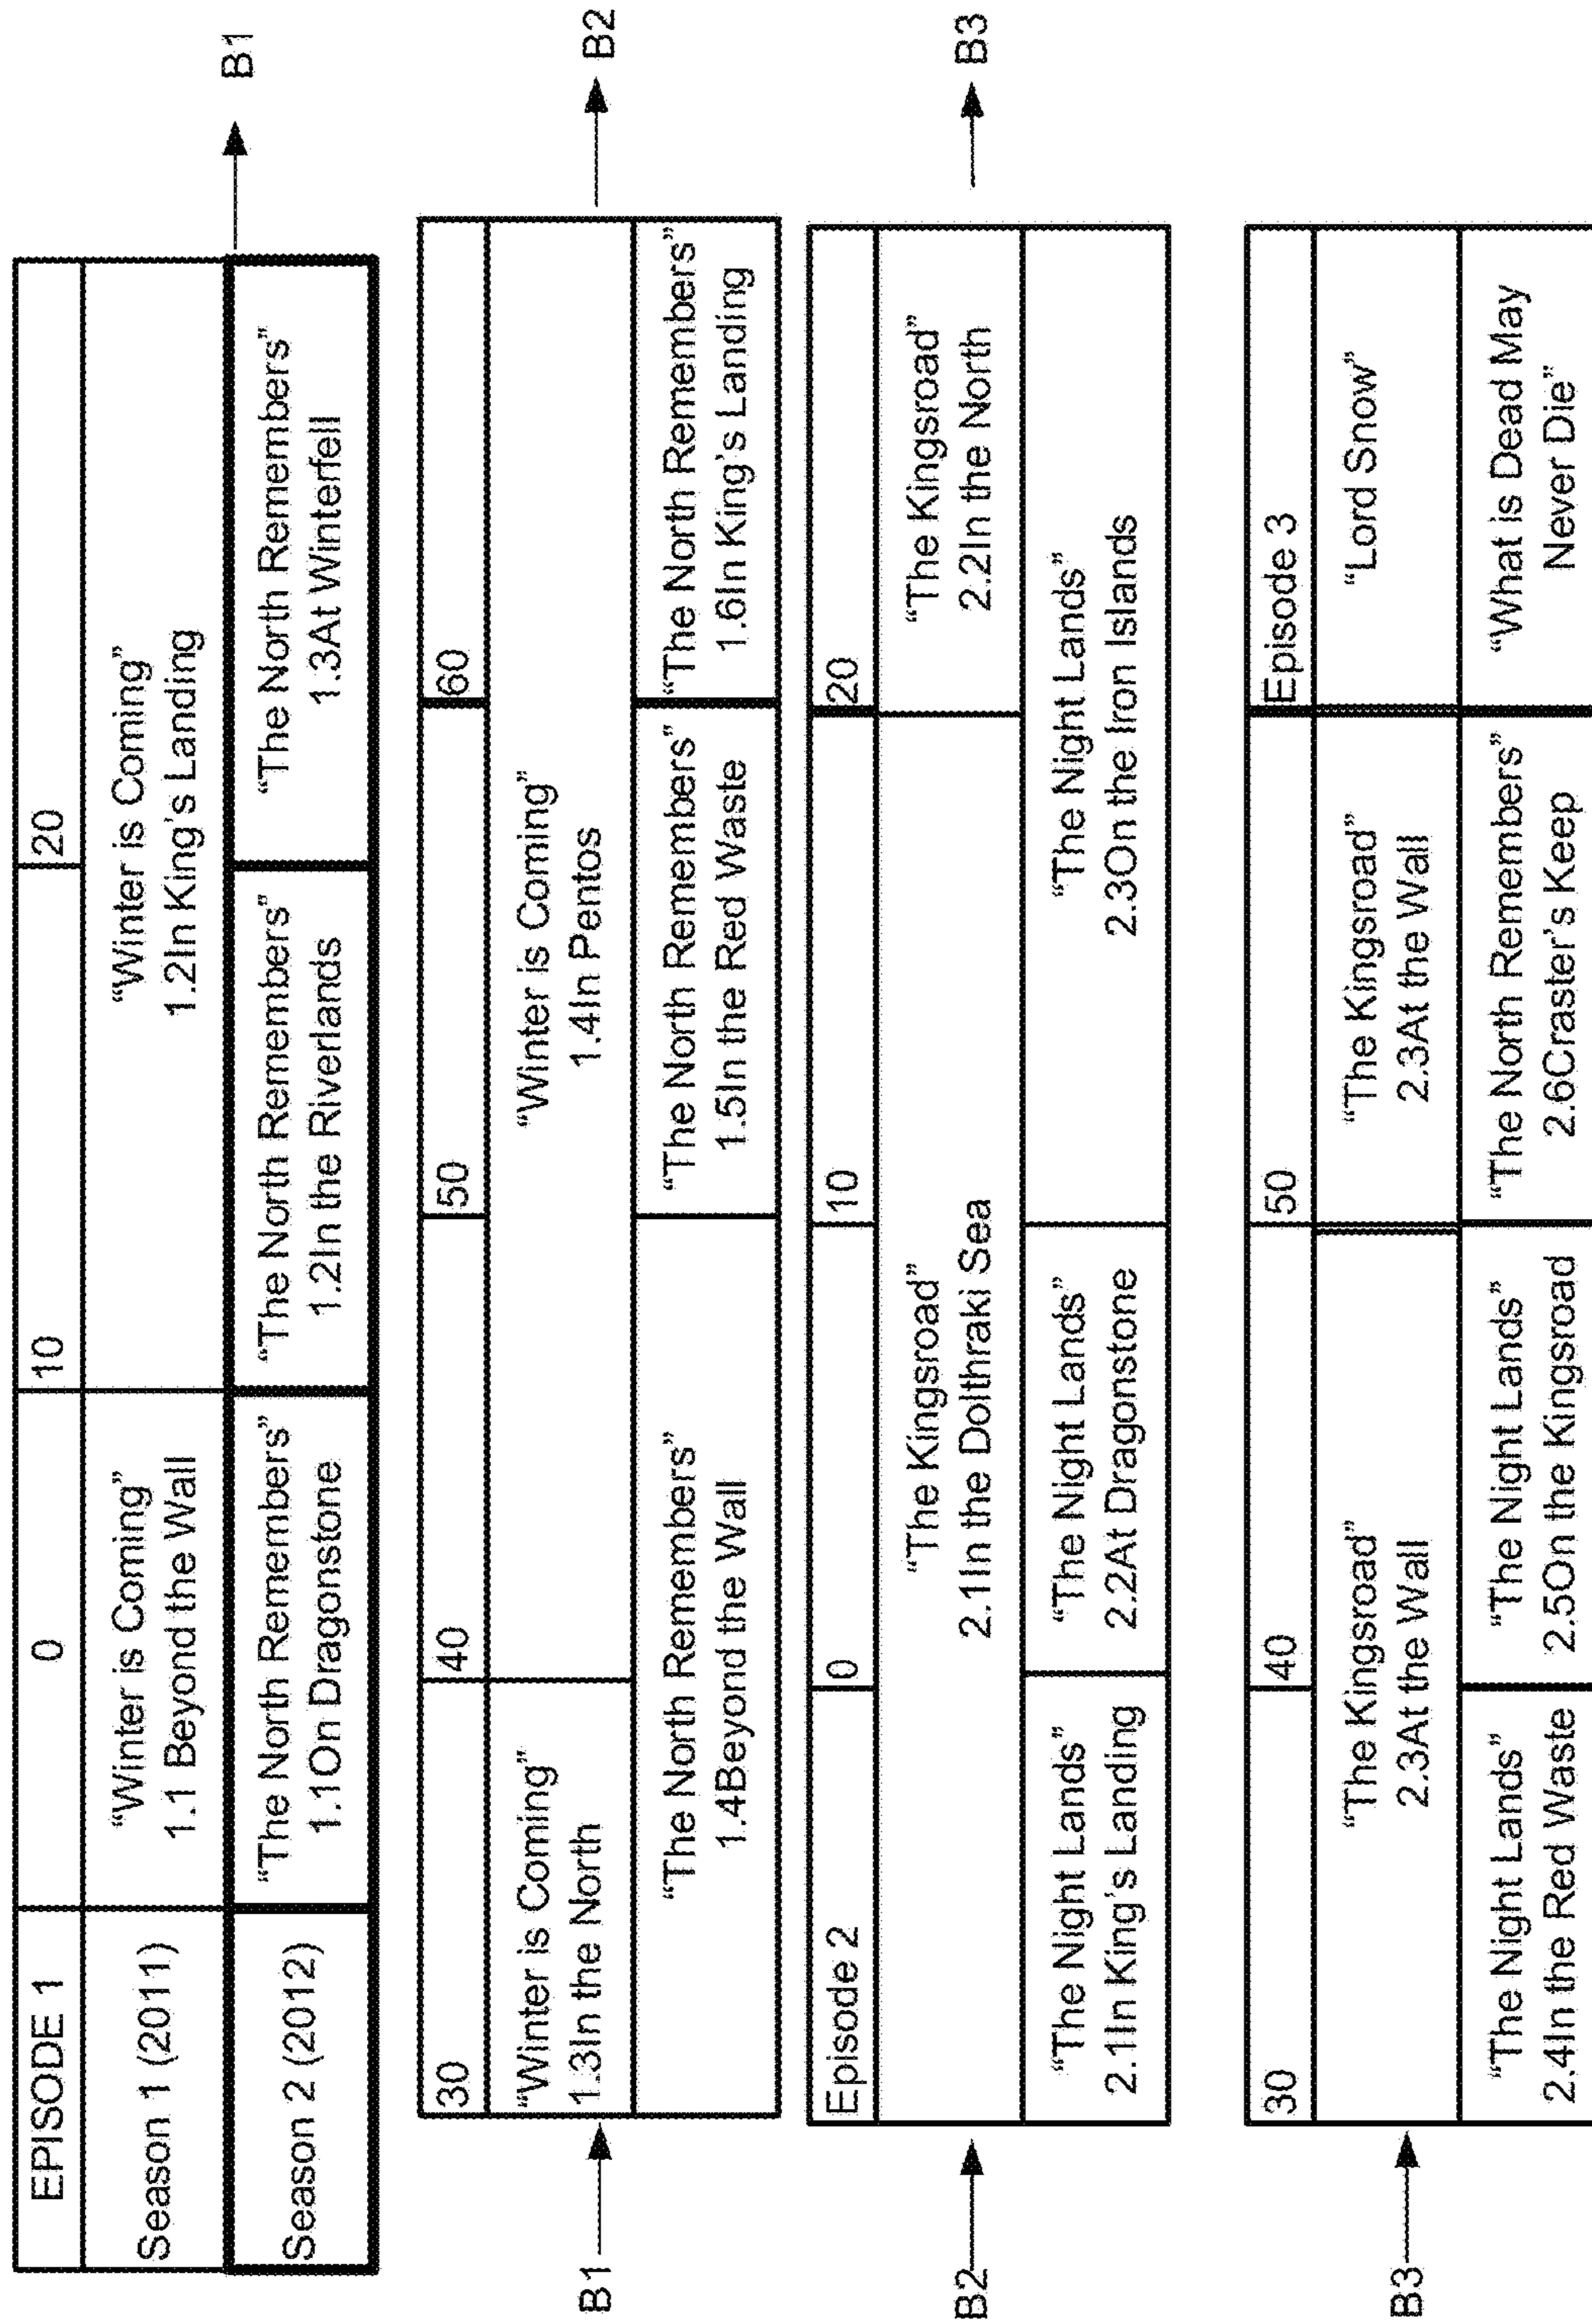 EPISODE 1
0
10
20
Season 1 (2011)
“Winter is Coming”
1.1 Beyond the Wall
“Winter is Coming”
1.2In King's Landing
Season 2 (2012)
“The North Remembers”
1.1On Dragonstone
“The North Remembers”
1.2In the Riverlands
“The North Remembers”
1.3At Winterfell
B1
B1
30
40
50
60
“Winter is Coming”
1.3In the North
“Winter is Coming”
1.4In Pentos
“The North Remembers”
1.4Beyond the Wall
“The North Remembers”
1.5In the Red Waste
“The North Remembers”
1.6In King's Landing
B2
B2
Episode 2
0
10
20
“The Kingsroad”
2.1In the Dolthraki Sea
“The Kingsroad”
2.2In the North
“The Night Lands”
2.1In King's Landing
“The Night Lands”
2.2At Dragonstone
“The Night Lands”
2.3On the Iron Islands
B3
B3
30
40
50
Episode 3
“The Kingsroad”
2.3At the Wall
“The Kingsroad”
2.3At the Wall
“Lord Snow”
“The Night Lands”
2.4In the Red Waste
“The Night Lands”
2.5On the Kingsroad
“The North Remembers”
2.6Craster's Keep
“What is Dead May
Never Die”